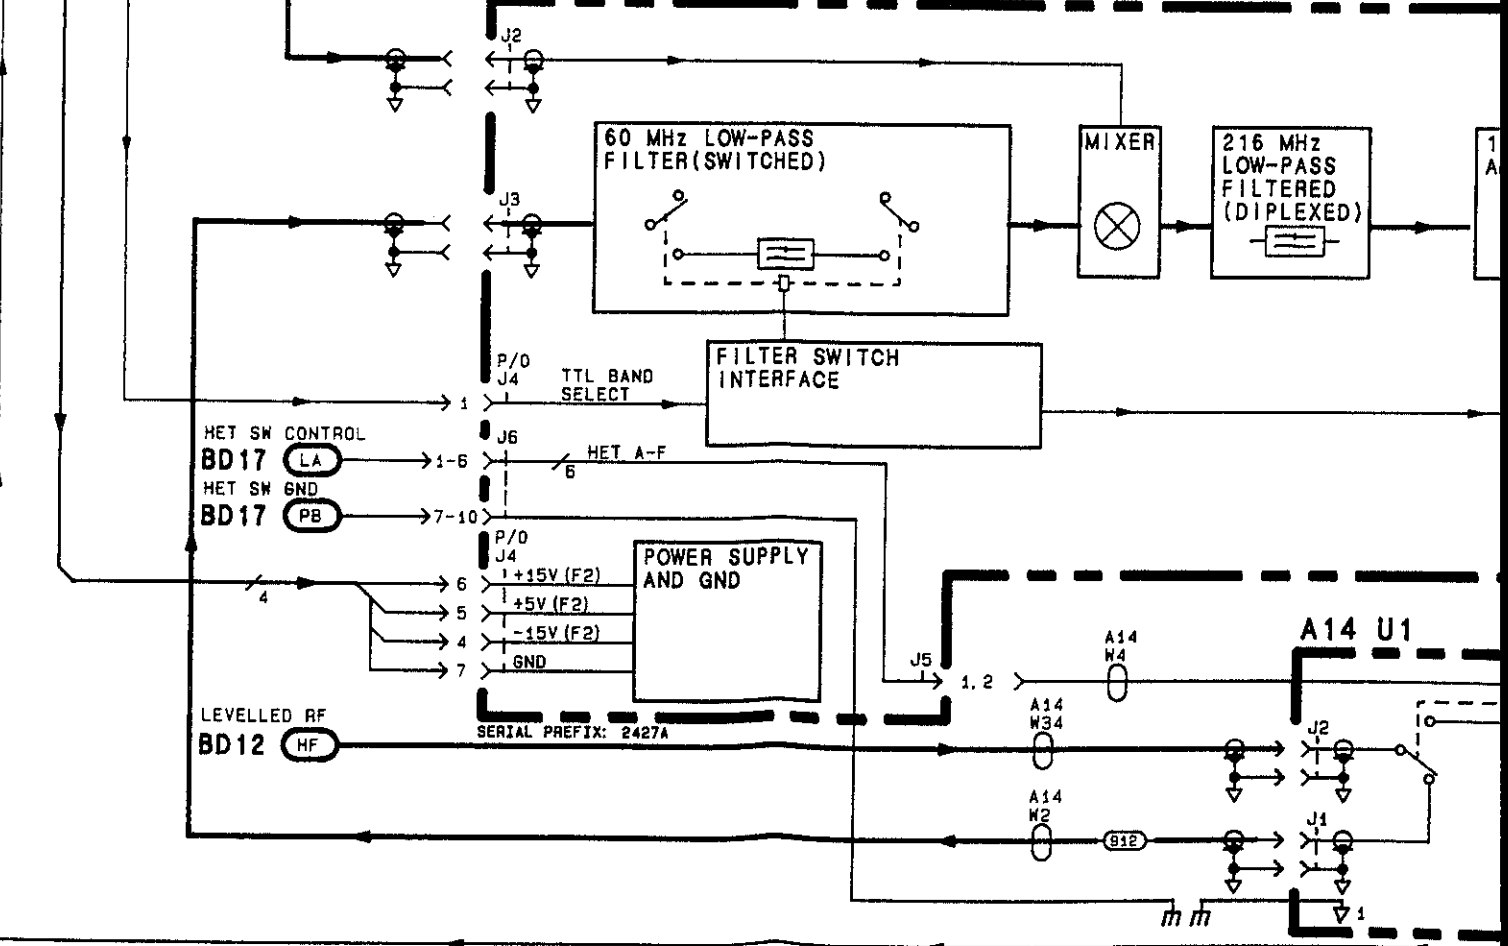 J2
60 MHz LOW-PASS
FILTER(SWITCHED)
MIXER
216 MHz
LOW-PASS
FILTERED
(DIPLEXED)
1
J3
P/O
J4
TTL BAND
SELECT
1
FILTER SWITCH
INTERFACE
HET SW CONTROL
BD17 LA
1-6
J6
HET A-F
6
HET SW GND
BD17 PB
7-10
P/O
J4
POWER SUPPLY
AND GND
4
6 +15V(F2)
5 +5V(F2)
4 -15V(F2)
7 GND
A14 U1
A14
W4
J5
1,2
LEVELLED RF
BD12 HF
SERIAL PREFIX: 2427A
A14
W34
J2
A14
W2
912
J1
1